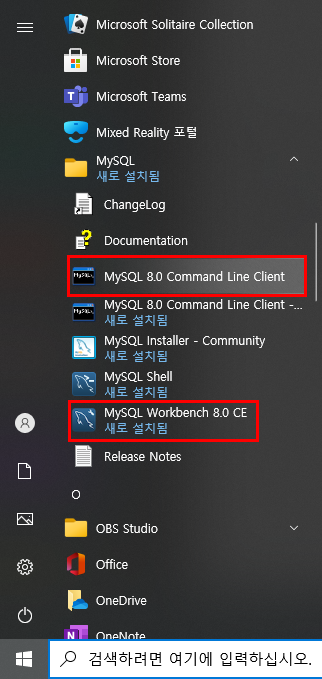 Microsoft Solitaire Collection
Microsoft Store
Microsoft Teams
Mixed Reality 포털
MySQL
새로 설치됨
ChangeLog
Documentation
MySQL 8.0 Command Line Client
MySQL 8.0 Command Line Client -...
새로 설치됨
MySQL Installer - Community
새로 설치됨
MySQL Shell
새로 설치됨
MySQL Workbench 8.0 CE
새로 설치됨
Release Notes
O
OBS Studio
Office
OneDrive
OneNote
검색하려면 여기에 입력하십시오.